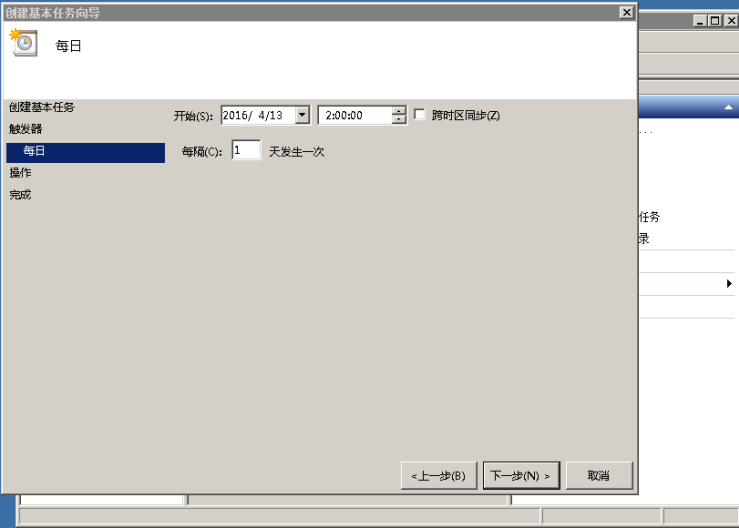 创建基本任务向导
每日
创建基本任务
触发器
每日
操作
完成
开始(S): 2016/ 4/13 2:00:00 跨时区同步(Z)
每隔(C): 1 天发生一次
...
任务
录
<上一步(B) 下一步(N) > 取消